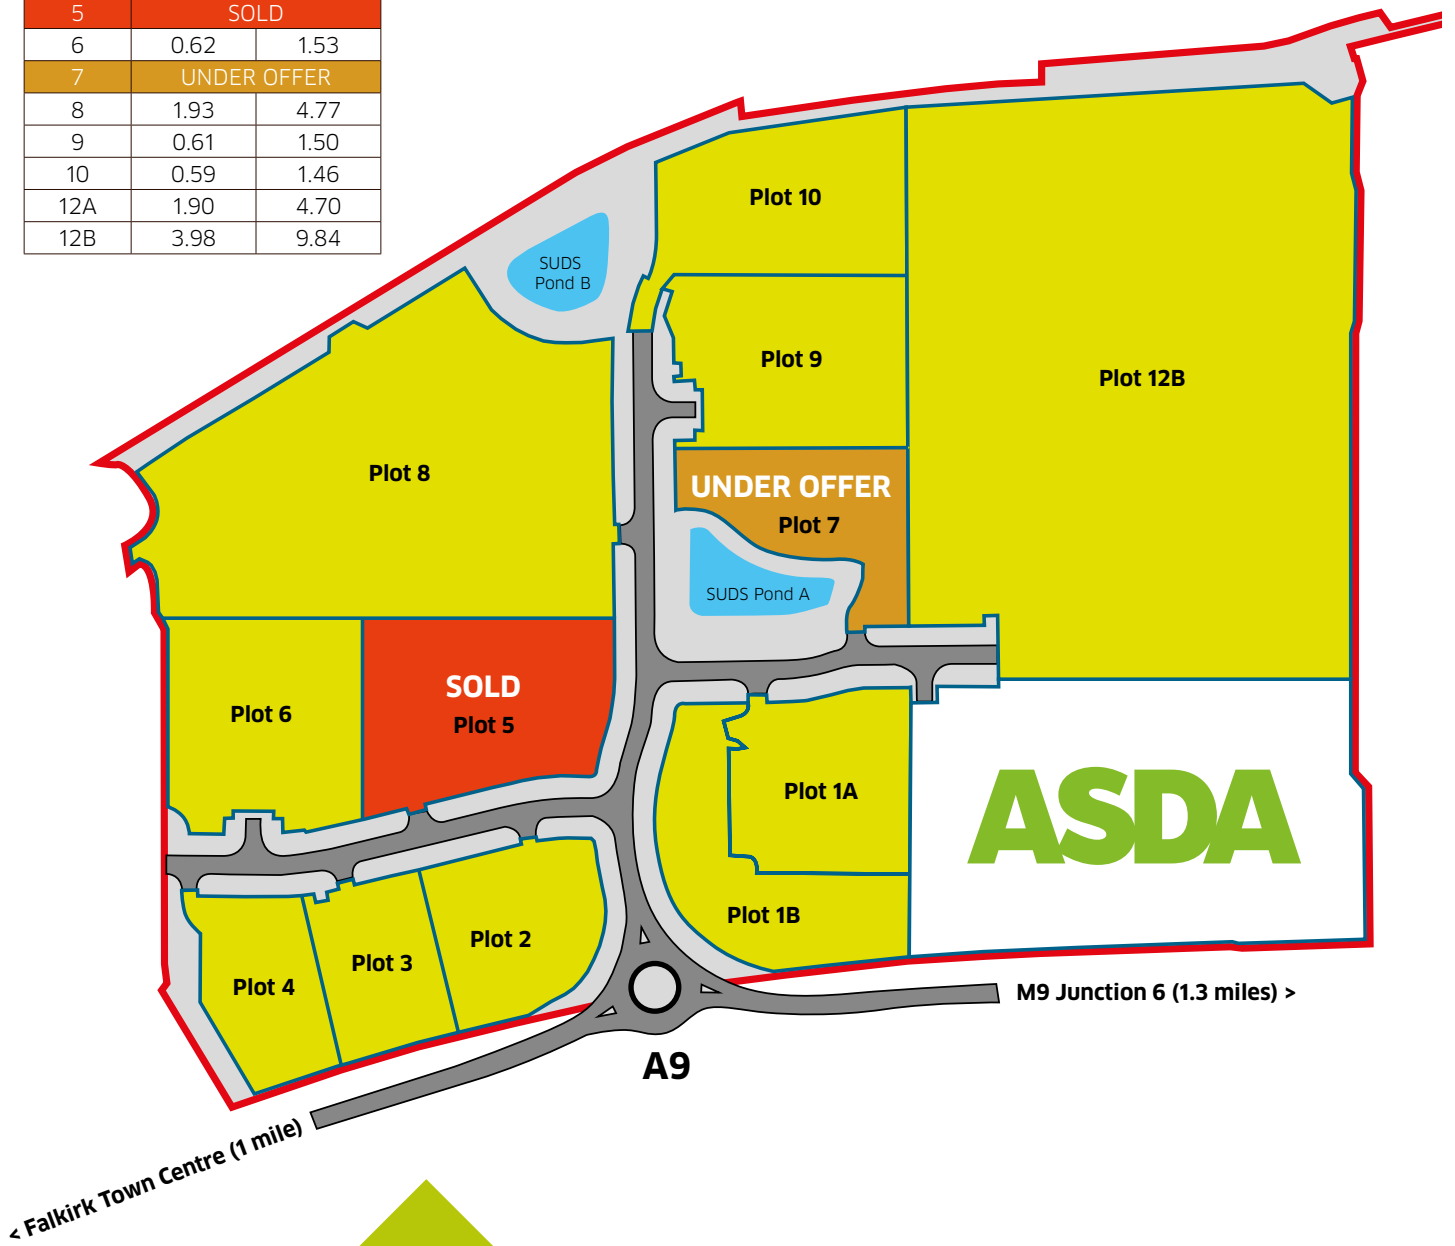 5 SOLD
6 0.62 1.53
7 UNDER OFFER
8 1.93 4.77
9 0.61 1.50
10 0.59 1.46
12A 1.90 4.70
12B 3.98 9.84
Plot 10
SUDS
Pond B
Plot 9
Plot 12B
Plot 8
UNDER OFFER
Plot 7
SUDS Pond A
SOLD
Plot 5
Plot 6
Plot 1A
ASDA
Plot 1B
Plot 2
Plot 3
Plot 4
M9 Junction 6 (1.3 miles) >
A9
< Falkirk Town Centre (1 mile)